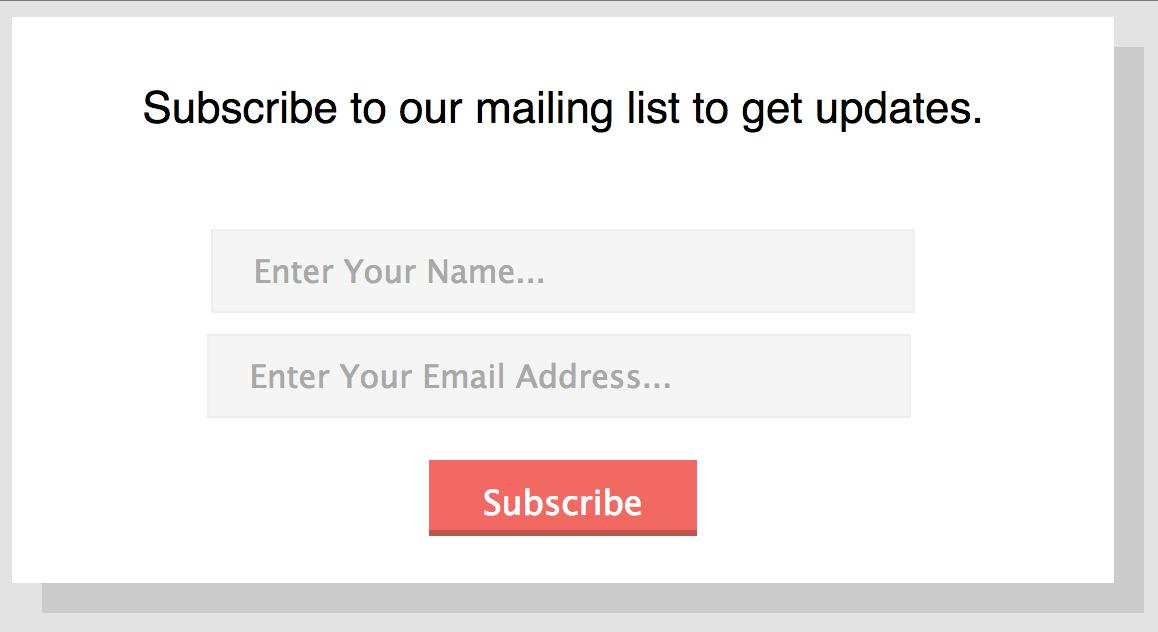 Subscribe to our mailing list to get updates.
Enter Your Name...
Enter Your Email Address...
Subscribe